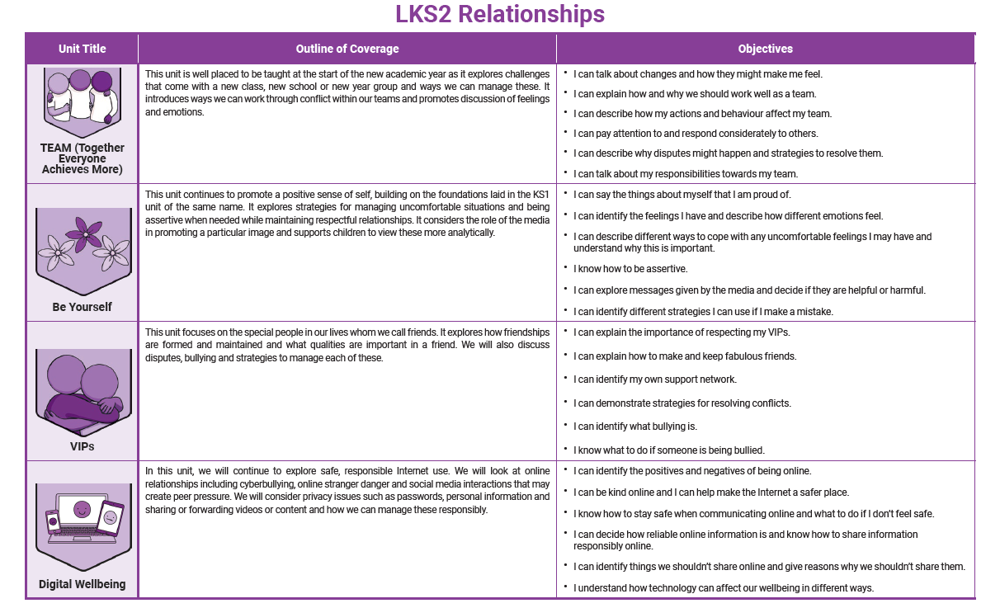 LKS2 Relationships
Unit Title
Outline of Coverage
Objectives
TEAM (Together
Everyone
Achieves More)
This unit is well placed to be taught at the start of the new academic year as it explores challenges
that come with a new class, new school or new year group and ways we can manage these. It
introduces ways we can work through conflict within our teams and promotes discussion of feelings
and emotions.
• I can talk about changes and how they might make me feel.
• I can explain how and why we should work well as a team.
• I can describe how my actions and behaviour affect my team.
• I can pay attention to and respond considerately to others.
• I can describe why disputes might happen and strategies to resolve them.
• I can talk about my responsibilities towards my team.
Be Yourself
This unit continues to promote a positive sense of self, building on the foundations laid in the KS1
unit of the same name. It explores strategies for managing uncomfortable situations and being
assertive when needed while maintaining respectful relationships. It considers the role of the media
in promoting a particular image and supports children to view these more analytically.
• I can say the things about myself that I am proud of.
• I can identify the feelings I have and describe how different emotions feel.
• I can describe different ways to cope with any uncomfortable feelings I may have and
understand why this is important.
• I know how to be assertive.
• I can explore messages given by the media and decide if they are helpful or harmful.
• I can identify different strategies I can use if I make a mistake.
VIPs
This unit focuses on the special people in our lives whom we call friends. It explores how friendships
are formed and maintained and what qualities are important in a friend. We will also discuss
disputes, bullying and strategies to manage each of these.
• I can explain the importance of respecting my VIPs.
• I can explain how to make and keep fabulous friends.
• I can identify my own support network.
• I can demonstrate strategies for resolving conflicts.
• I can identify what bullying is.
• I know what to do if someone is being bullied.
Digital Wellbeing
In this unit, we will continue to explore safe, responsible Internet use. We will look at online
relationships including cyberbullying, online stranger danger and social media interactions that may
create peer pressure. We will consider privacy issues such as passwords, personal information and
sharing or forwarding videos or content and how we can manage these responsibly.
• I can identify the positives and negatives of being online.
• I can be kind online and I can help make the Internet a safer place.
• I know how to stay safe when communicating online and what to do if I don't feel safe.
• I can decide how reliable online information is and know how to share information
responsibly online.
• I can identify things we shouldn't share online and give reasons why we shouldn't share them.
• I understand how technology can affect our wellbeing in different ways.